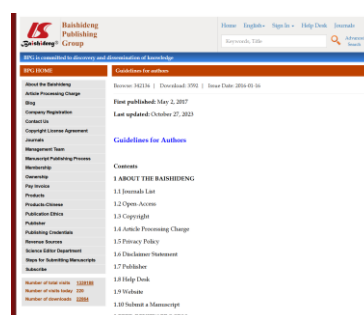 Baishideng
Publishing
Baishideng® Group
Home English Sign In Help Desk Journals
Keywords, Title
Advanced
Search
BPG is committed to discovery and dissemination of knowledge
BPG HOME
About the Baishideng
Article Processing Charge
Blog
Company Registration
Contact Us
Copyright License Agreement
Journals
Management Team
Manuscript Publishing Process
Membership
Ownership
Pay Invoice
Products
Products-Chinese
Publication Ethics
Publisher
Publishing Credentials
Revenue Sources
Science Editor Department
Steps for Submitting Manuscripts
Subscribe
Number of total visits
Number of visits today
Number of downloads
Guidelines for authors
Browse: 342136 | Download: 3592 | Issue Date: 2016-01-16
First published: May 2, 2017
Last updated: October 27, 2023
Guidelines for Authors
Contents
1 ABOUT THE BAISHIDENG
1.1 Journals List
1.2 Open-Access
1.3 Copyright
1.4 Article Processing Charge
1.5 Privacy Policy
1.6 Disclaimer Statement
1.7 Publisher
1.8 Help Desk
1.9 Website
1.10 Submit a Manuscript